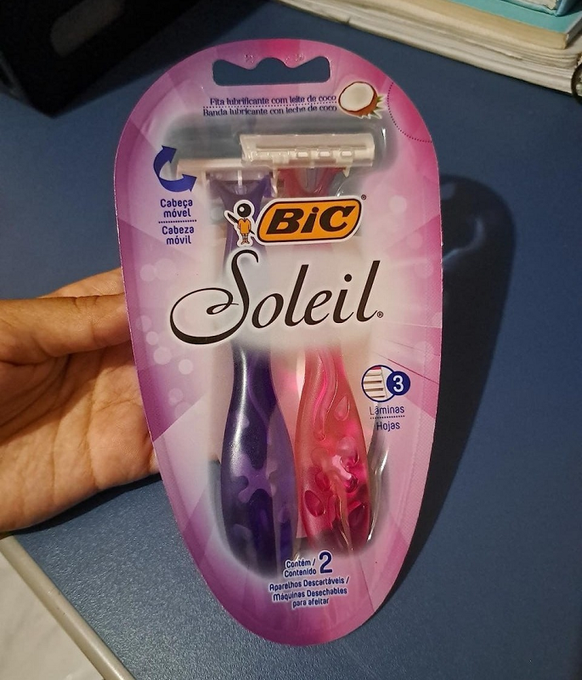 Fita lubrificante com leite de coco
Banda lubricante con leche de coco
Cabeça
móvel
Cabeza
móvil
BIC®
Soleil®
3
Lâminas
Hojas
Contém /
Contenido 2
Aparelhos Descartáveis /
Máquinas Desechables
para afeitar